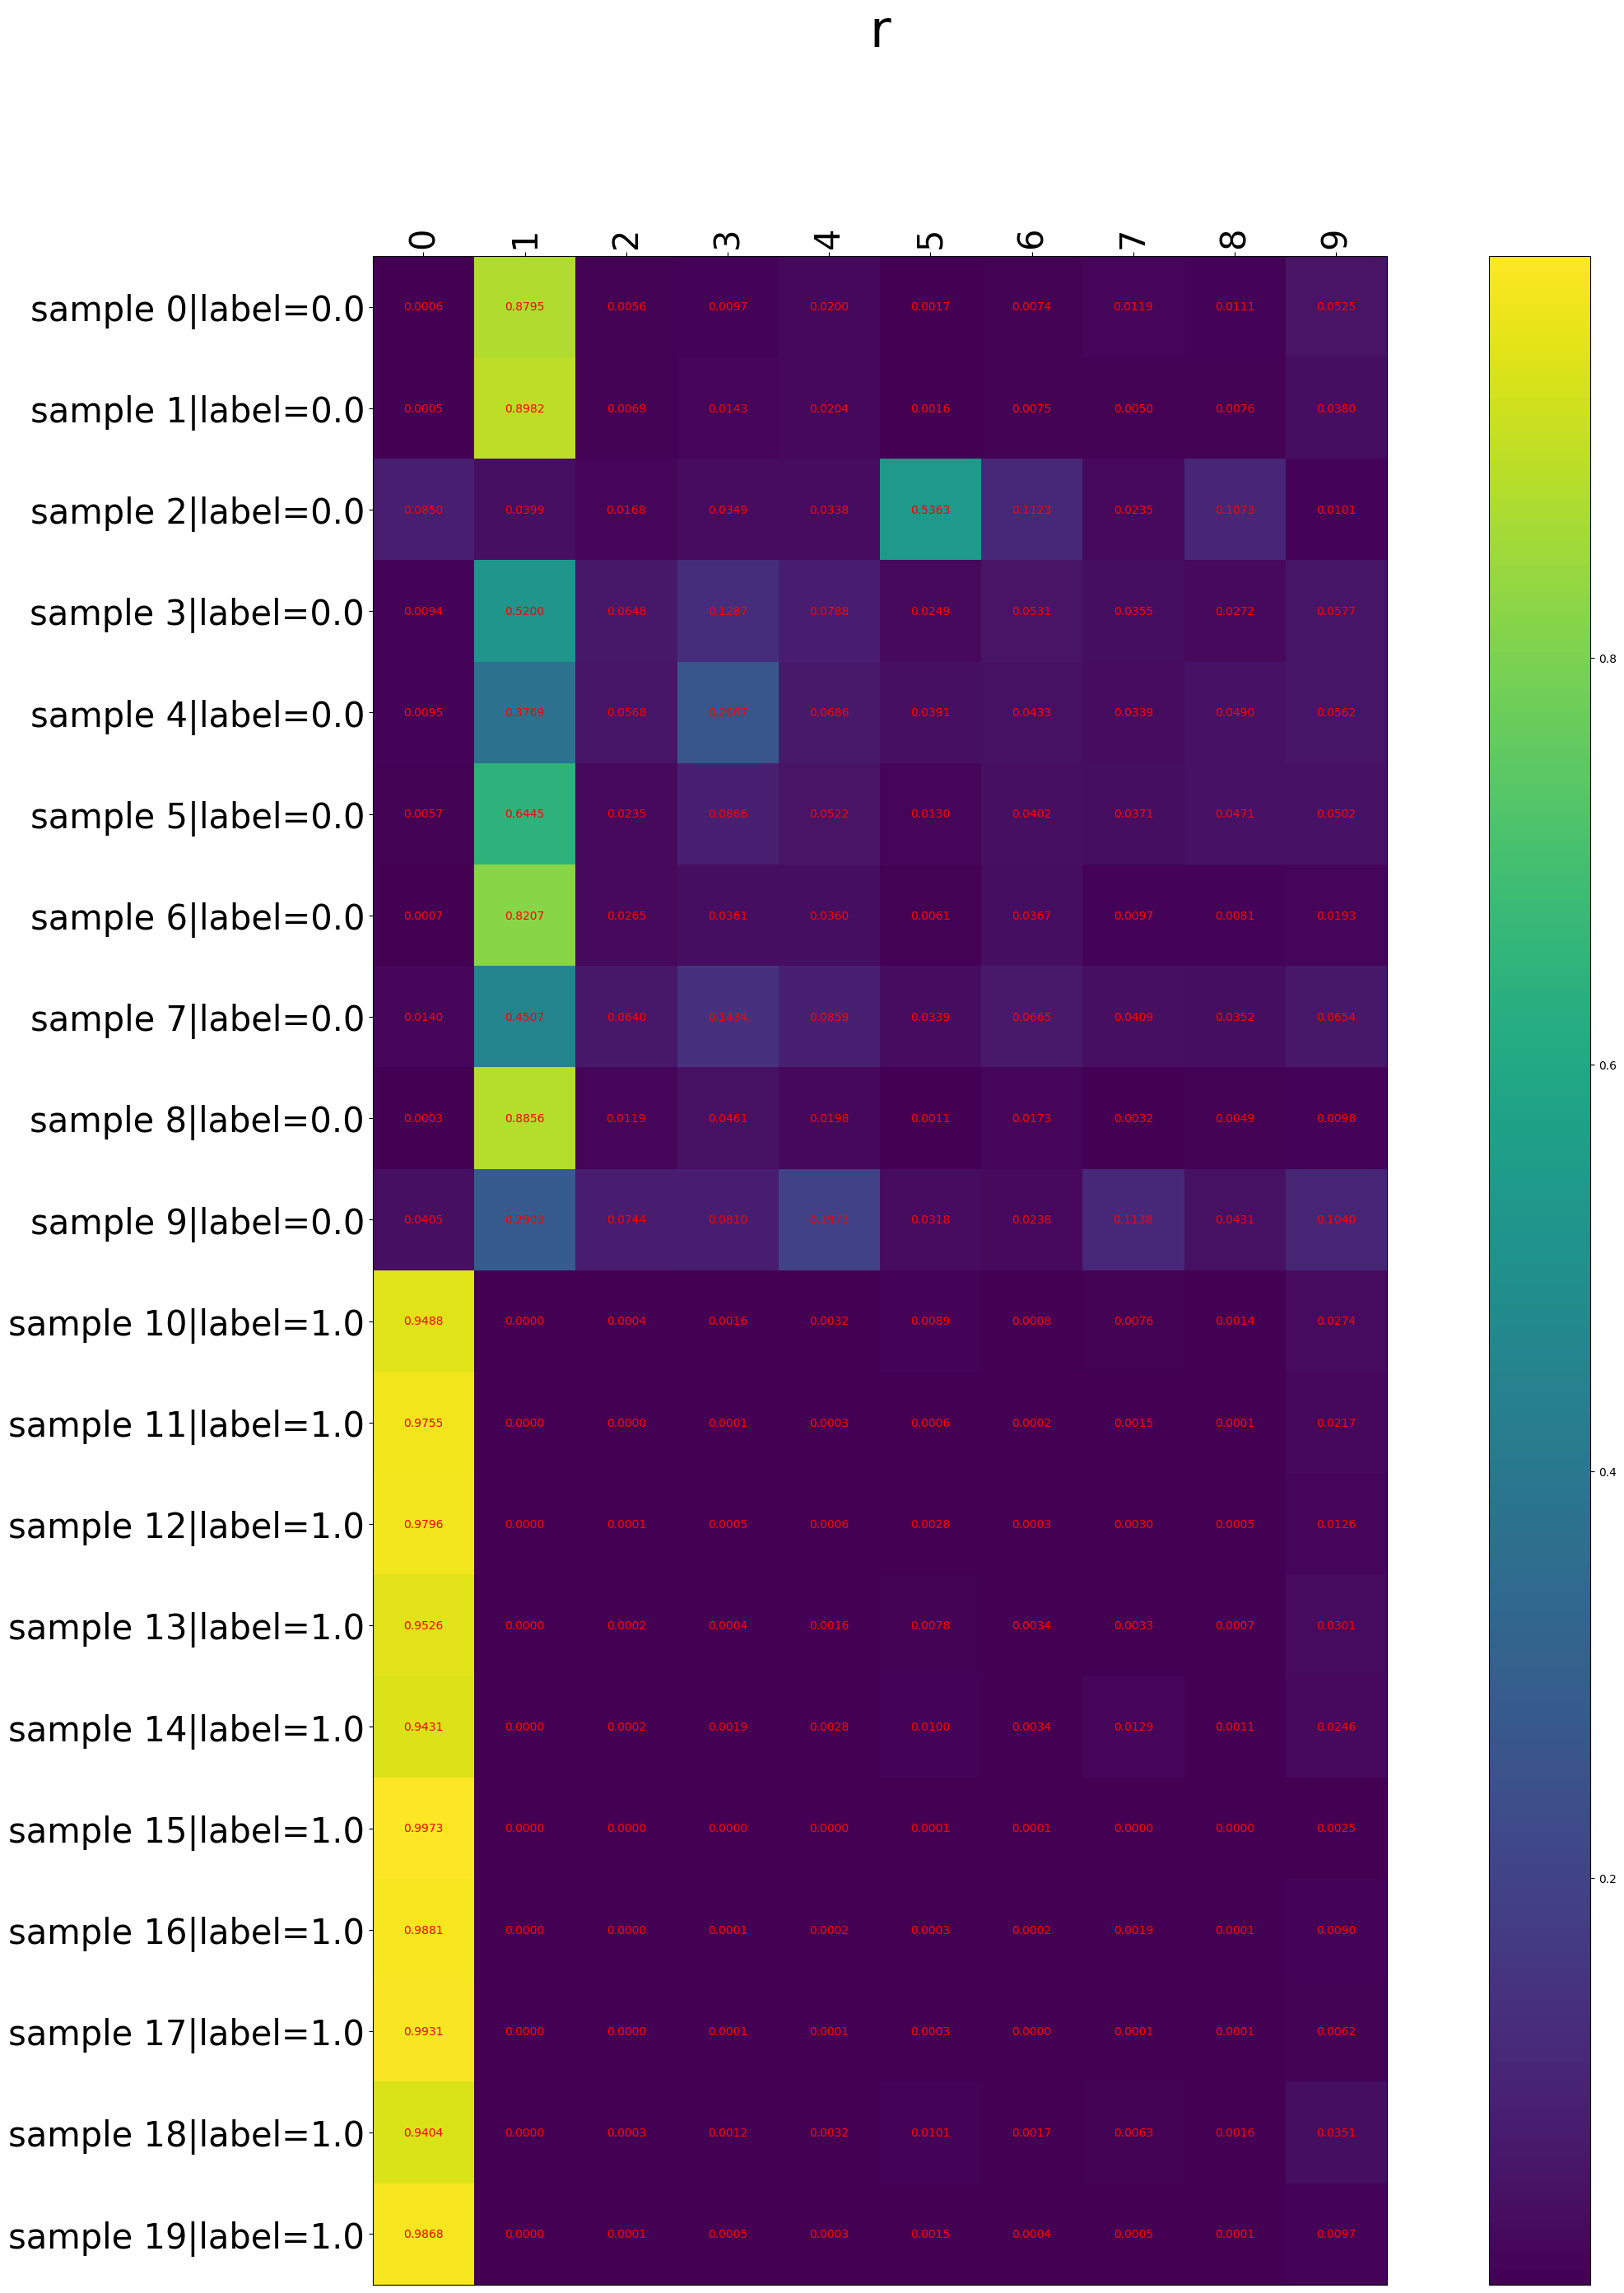 r
0 1 2 3 4 5 6 7 8 9
sample 0|label=0.0 0.0006 0.8795 0.0056 0.0097 0.0200 0.0017 0.0074 0.0119 0.0111 0.0525
sample 1|label=0.0 0.0005 0.8982 0.0069 0.0143 0.0204 0.0016 0.0075 0.0050 0.0076 0.0380
sample 2|label=0.0 0.0850 0.0399 0.0168 0.0349 0.0338 0.5363 0.1123 0.0235 0.1073 0.0101
sample 3|label=0.0 0.0094 0.5200 0.0648 0.1287 0.0788 0.0249 0.0531 0.0355 0.0272 0.0577
sample 4|label=0.0 0.0095 0.3769 0.0568 0.2667 0.0686 0.0391 0.0433 0.0339 0.0490 0.0562
sample 5|label=0.0 0.0057 0.6445 0.0235 0.0866 0.0522 0.0130 0.0402 0.0371 0.0471 0.0502
sample 6|label=0.0 0.0007 0.8207 0.0265 0.0361 0.0360 0.0061 0.0367 0.0097 0.0081 0.0193
sample 7|label=0.0 0.0140 0.4507 0.0640 0.1434 0.0859 0.0339 0.0665 0.0409 0.0352 0.0654
sample 8|label=0.0 0.0003 0.8856 0.0119 0.0461 0.0198 0.0011 0.0173 0.0032 0.0049 0.0098
sample 9|label=0.0 0.0405 0.2903 0.0744 0.0810 0.1973 0.0318 0.0238 0.1138 0.0431 0.1040
sample 10|label=1.0 0.9488 0.0000 0.0004 0.0016 0.0032 0.0089 0.0008 0.0076 0.0014 0.0274
sample 11|label=1.0 0.9755 0.0000 0.0000 0.0001 0.0003 0.0006 0.0002 0.0015 0.0001 0.0217
sample 12|label=1.0 0.9796 0.0000 0.0001 0.0005 0.0006 0.0028 0.0003 0.0030 0.0005 0.0126
sample 13|label=1.0 0.9526 0.0000 0.0002 0.0004 0.0016 0.0078 0.0034 0.0033 0.0007 0.0301
sample 14|label=1.0 0.9431 0.0000 0.0002 0.0019 0.0028 0.0100 0.0034 0.0129 0.0011 0.0246
sample 15|label=1.0 0.9973 0.0000 0.0000 0.0000 0.0000 0.0001 0.0001 0.0000 0.0000 0.0025
sample 16|label=1.0 0.9881 0.0000 0.0000 0.0001 0.0002 0.0003 0.0002 0.0019 0.0001 0.0090
sample 17|label=1.0 0.9931 0.0000 0.0000 0.0001 0.0001 0.0003 0.0000 0.0001 0.0001 0.0062
sample 18|label=1.0 0.9404 0.0000 0.0003 0.0012 0.0032 0.0101 0.0017 0.0063 0.0016 0.0351
sample 19|label=1.0 0.9868 0.0000 0.0001 0.0005 0.0003 0.0015 0.0004 0.0005 0.0001 0.0097
0.8
0.6
0.4
0.2